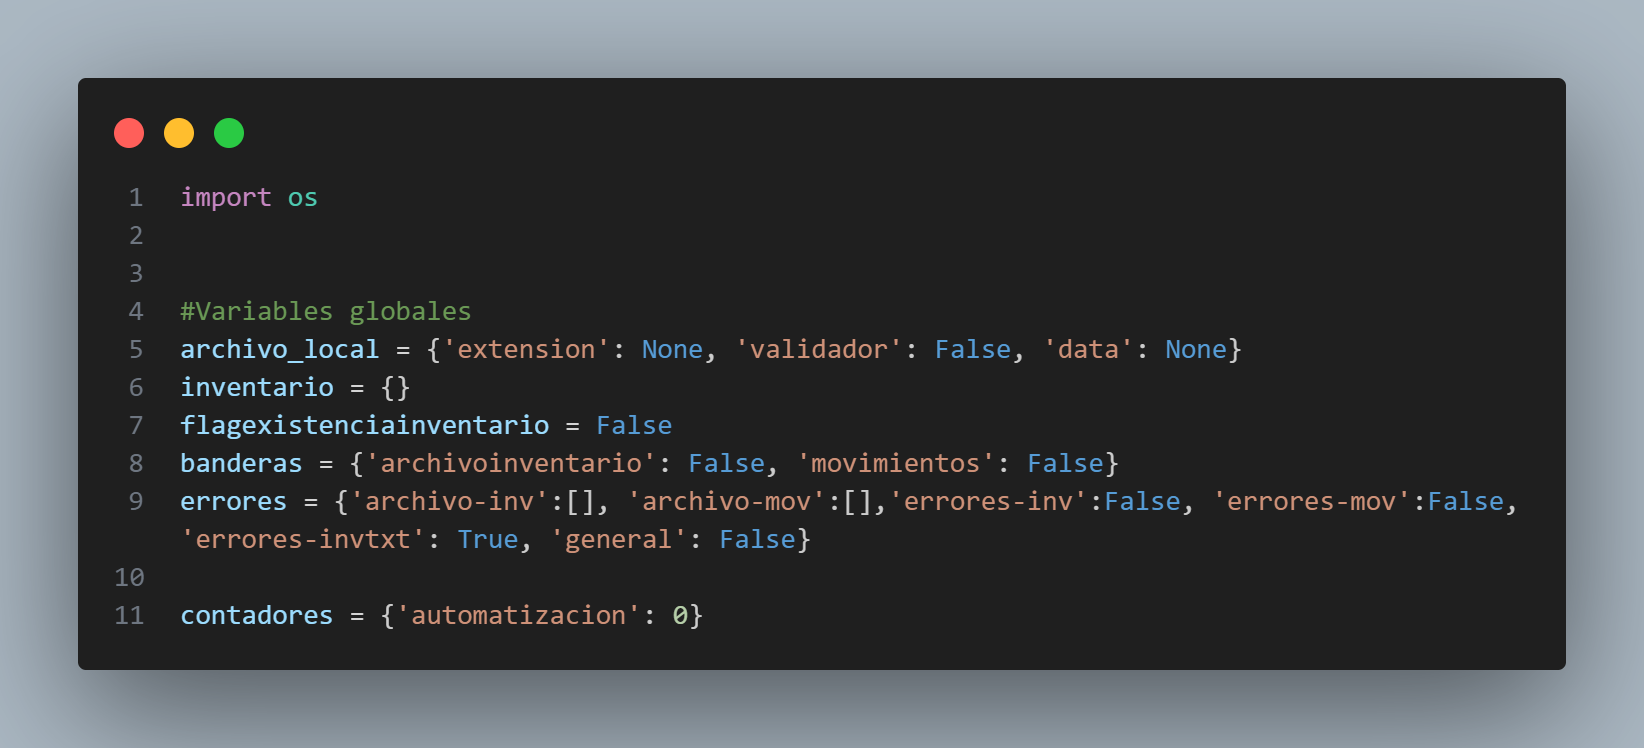 1 import os
2
3
4 #Variables globales
5 archivo_local = {'extension': None, 'validador': False, 'data': None}
6 inventario = {}
7 flagexistenciainventario = False
8 banderas = {'archivoinventario': False, 'movimientos': False}
9 errores = {'archivo-inv':[], 'archivo-mov':[],'errores-inv':False, 'errores-mov':False,
'errores-invtxt': True, 'general': False}
10
11 contadores = {'automatizacion': 0}